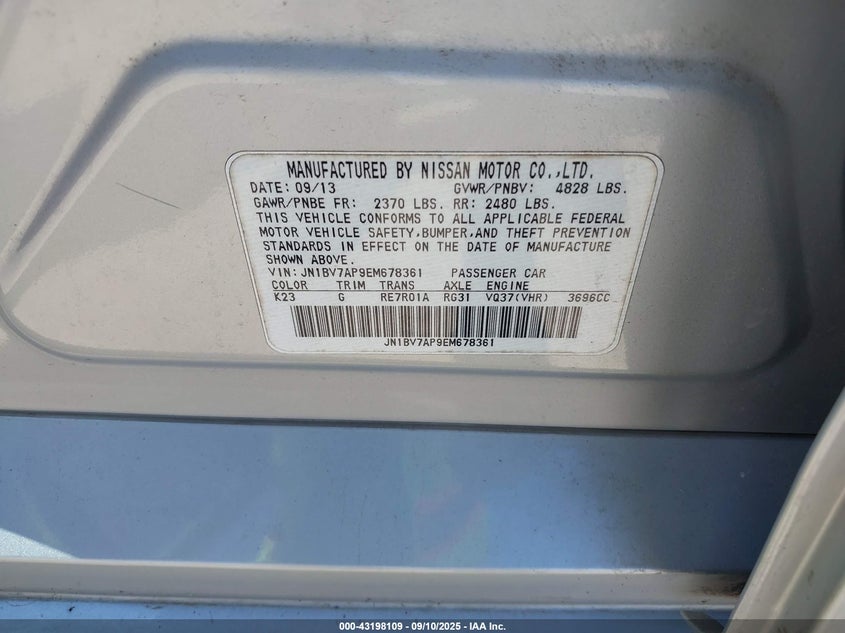 MANUFACTURED BY NISSAN MOTOR CO.,LTD.
DATE: 09/13 GVWR/PNBV: 4828 LBS.
GAWR/PNBE FR: 2370 LBS. RR: 2480 LBS.
THIS VEHICLE CONFORMS TO ALL APPLICABLE FEDERAL
MOTOR VEHICLE SAFETY,BUMPER,AND THEFT PREVENTION
STANDARDS IN EFFECT ON THE DATE OF MANUFACTURE
SHOWN ABOVE.
VIN: JN1BV7AP9EM678361 PASSENGER CAR
COLOR TRIM TRANS AXLE ENGINE
K23 G RE7R01A RG31 VQ37(VHR) 3696CC
JN1BV7AP9EM678361
000-43198109 - 09/10/2025 - IAA Inc.